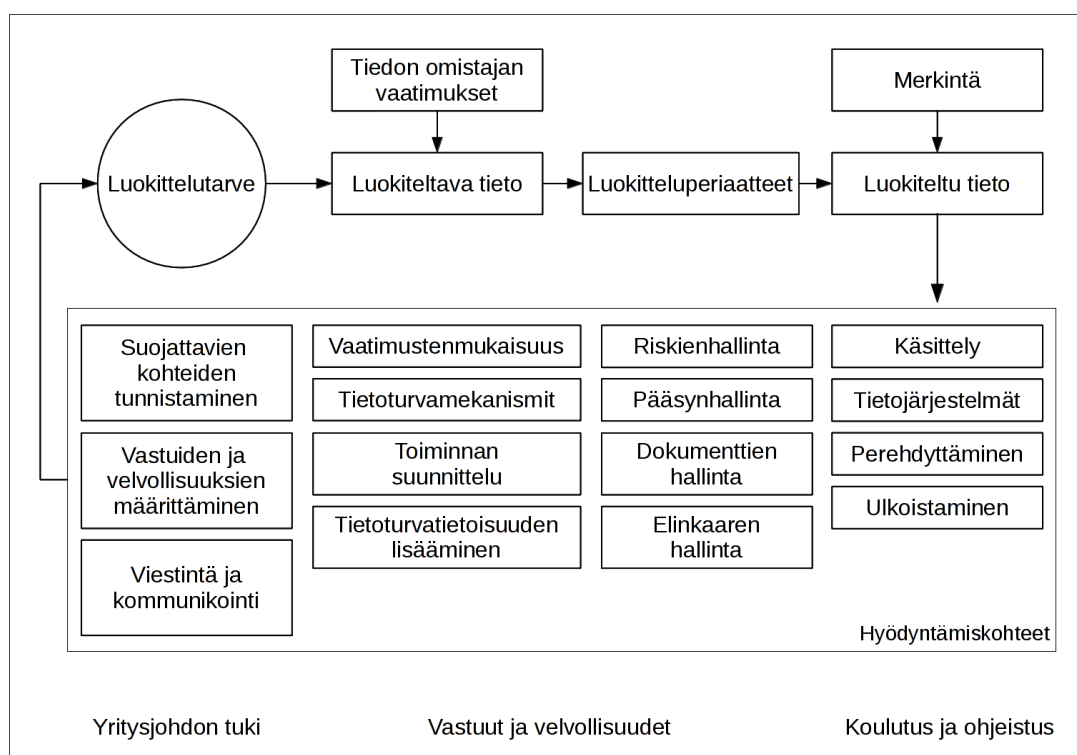 Tiedon omistajan
vaatimukset
Merkintä
Luokittelutarve
Luokiteltava tieto
Luokitteluperiaatteet
Luokiteltu tieto
Suojattavien
kohteiden
tunnistaminen
Vastuiden ja
velvollisuuksien
määrittäminen
Viestintä ja
kommunikointi
Vaatimustenmukaisuus
Tietoturvamekanismit
Toiminnan
suunnittelu
Tietoturvatietoisuuden
lisääminen
Riskienhallinta
Pääsynhallinta
Dokumenttien
hallinta
Elinkaaren
hallinta
Käsittely
Tietojärjestelmät
Perehdyttäminen
Ulkoistaminen
Hyödyntämiskohteet
Yritysjohdon tuki
Vastuut ja velvollisuudet
Koulutus ja ohjeistus